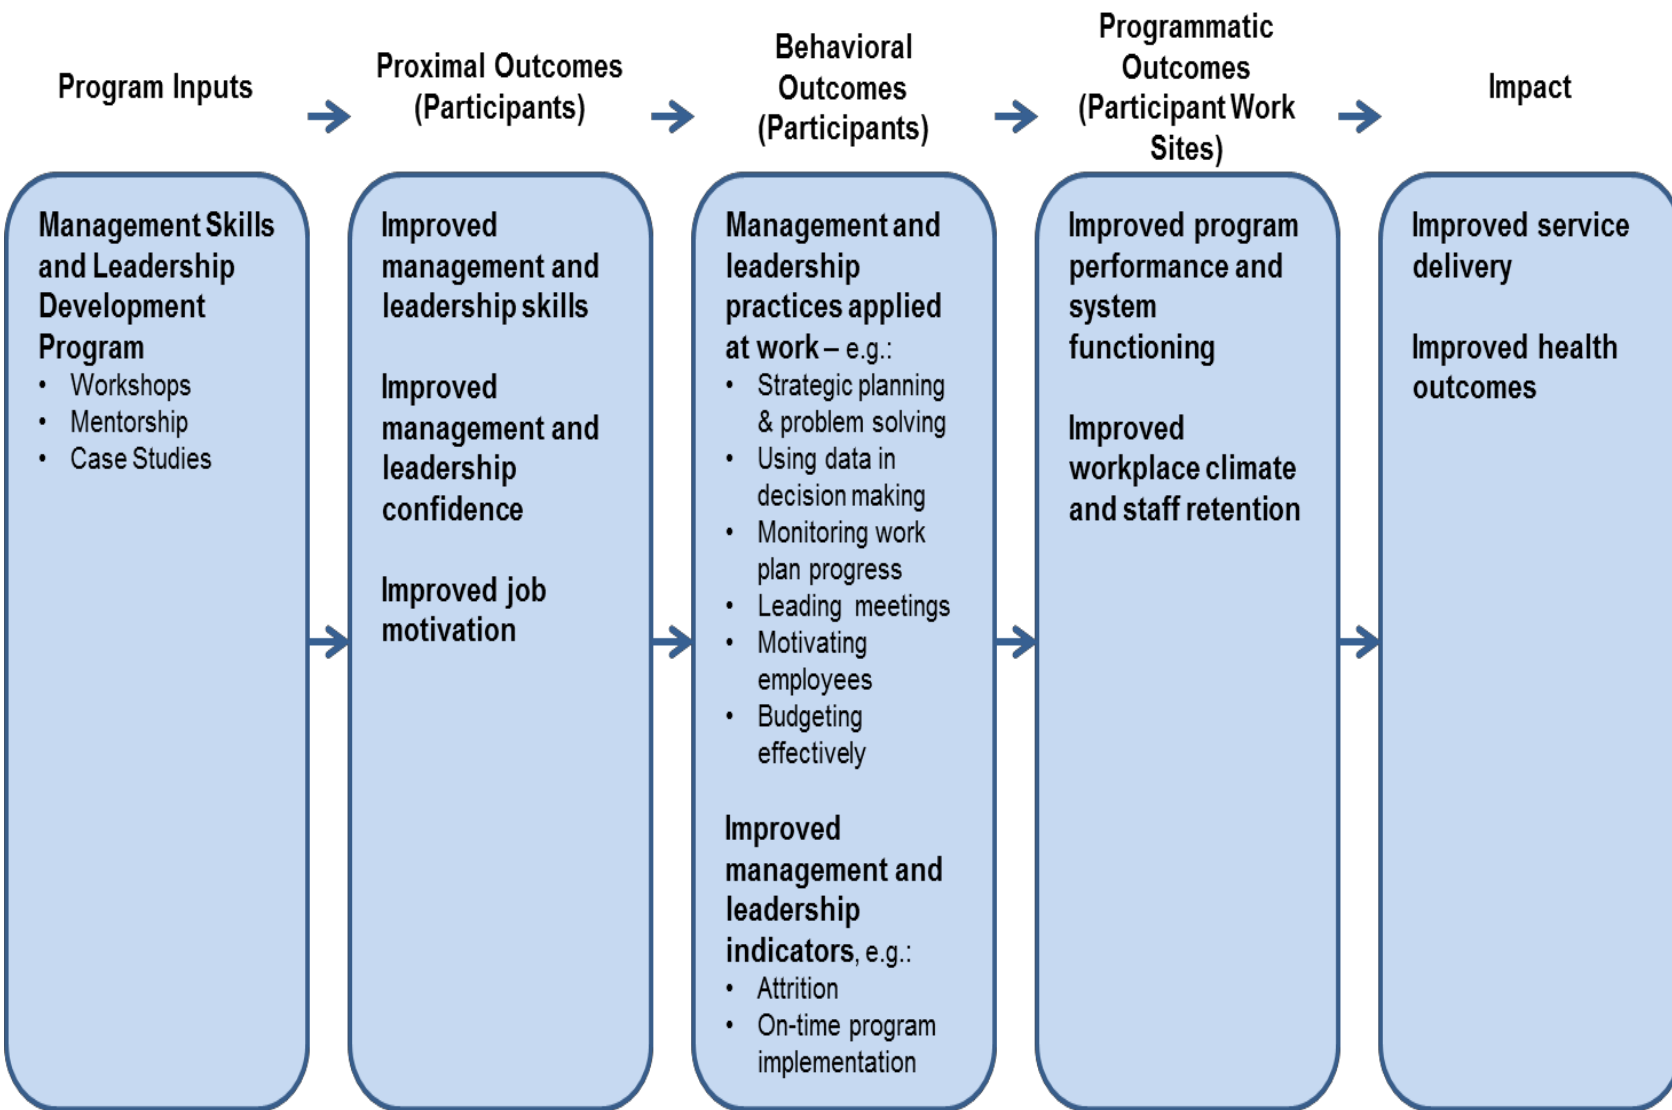 Program Inputs
Proximal Outcomes
(Participants)
Behavioral
Outcomes
(Participants)
Programmatic
Outcomes
(Participant Work
Sites)
Impact
Management Skills
and Leadership
Development
Program
• Workshops
• Mentorship
• Case Studies
Improved
management and
leadership skills
Improved
management and
leadership
confidence
Improved job
motivation
Management and
leadership
practices applied
at work – e.g.:
• Strategic planning
& problem solving
• Using data in
decision making
• Monitoring work
plan progress
• Leading meetings
• Motivating
employees
• Budgeting
effectively
Improved
management and
leadership
indicators, e.g.:
• Attrition
• On-time program
implementation
Improved program
performance and
system
functioning
Improved
workplace climate
and staff retention
Improved service
delivery
Improved health
outcomes